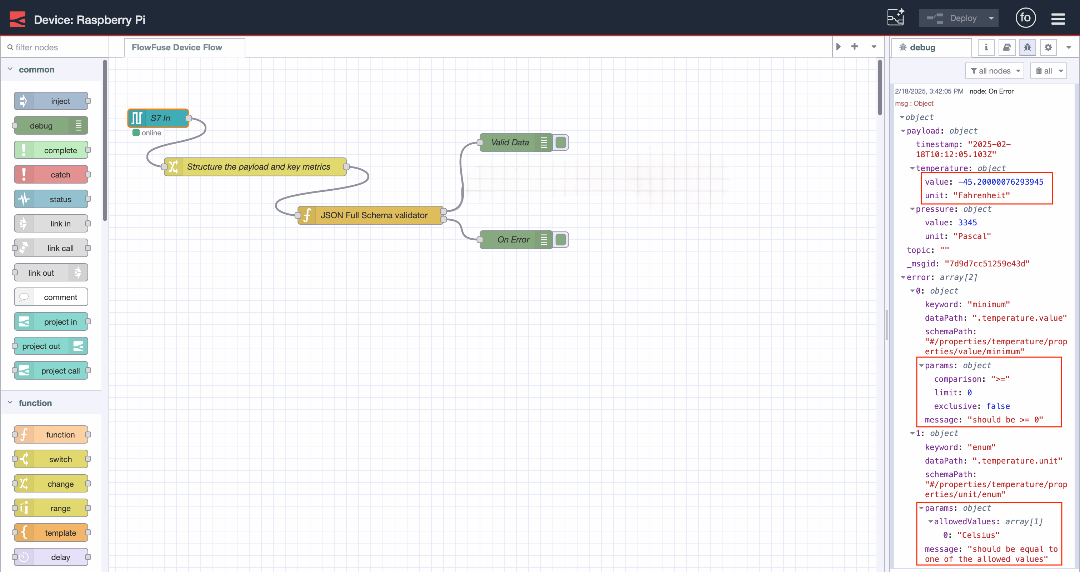 Device: Raspberry Pi
Deploy
fo
filter nodes
FlowFuse Device Flow
debug
i
common
all nodes
all
inject
debug
complete
catch
status
link in
link call
link out
comment
project in
project out
project call
function
function
switch
change
range
template
delay
S7 In
online
Structure the payload and key metrics
JSON Full Schema validator
Valid Data
On Error
2/18/2025, 3:42:05 PM node: On Error
msg : Object
object
payload: object
timestamp: "2025-02-
18T10:12:05.103Z"
temperature: object
value: -45.20000076293945
unit: "Fahrenheit"
pressure: object
value: 3345
unit: "Pascal"
topic: ""
_msgid: "7d9d7cc51259e43d"
error: array[2]
0: object
keyword: "minimum"
dataPath: ".temperature.value"
schemaPath:
"#/properties/temperature/prop
erties/value/minimum"
params: object
comparison: ">="
limit: 0
exclusive: false
message: "should be >= 0"
1: object
keyword: "enum"
dataPath: ".temperature.unit"
schemaPath:
"#/properties/temperature/prop
erties/unit/enum"
params: object
allowedValues: array[1]
0: "Celsius"
message: "should be equal to
one of the allowed values"